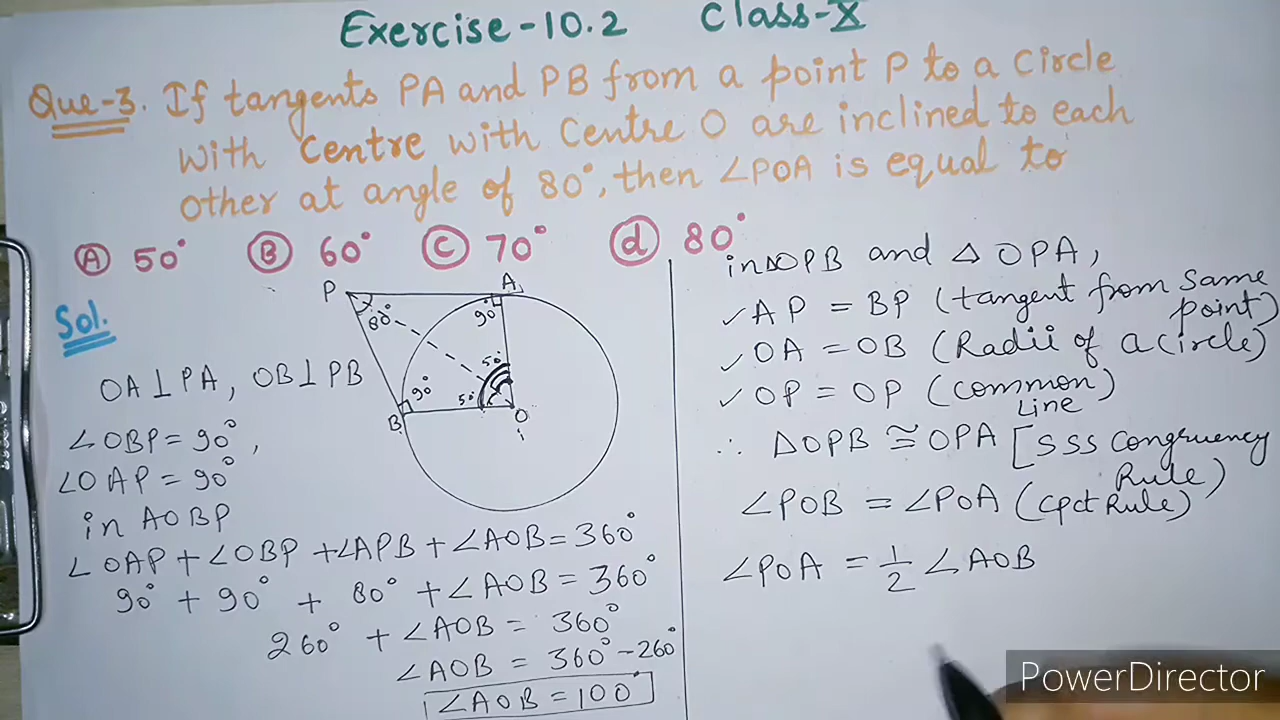 Exercise-10.2 Class-X
Que-3. If tangents PA and PB from a point P to a Circle
with Centre with Centre O are inclined to each
other at angle of 80°, then ∠POA is equal to
(A) 50° (B) 60° (C) 70° (d) 80°
Sol.
P A
80° 90°
50°
90° 50°
B O
OA⊥PA, OB⊥PB
∠OBP = 90°,
∠OAP = 90°
in AOBP
∠OAP + ∠OBP + ∠APB + ∠AOB = 360°
90° + 90° + 80° + ∠AOB = 360°
260° + ∠AOB = 360°
∠AOB = 360° - 260°
∠AOB = 100°
in △OPB and △ OPA,
✓ AP = BP (tangent from same
point)
✓ OA = OB (Radii of a circle)
✓ OP = OP (common
Line)
∴ △OPB ≅ OPA [SSS Congruency
Rule)
∠POB = ∠POA (Cpct Rule)
∠POA = 1/2 ∠AOB
PowerDirector